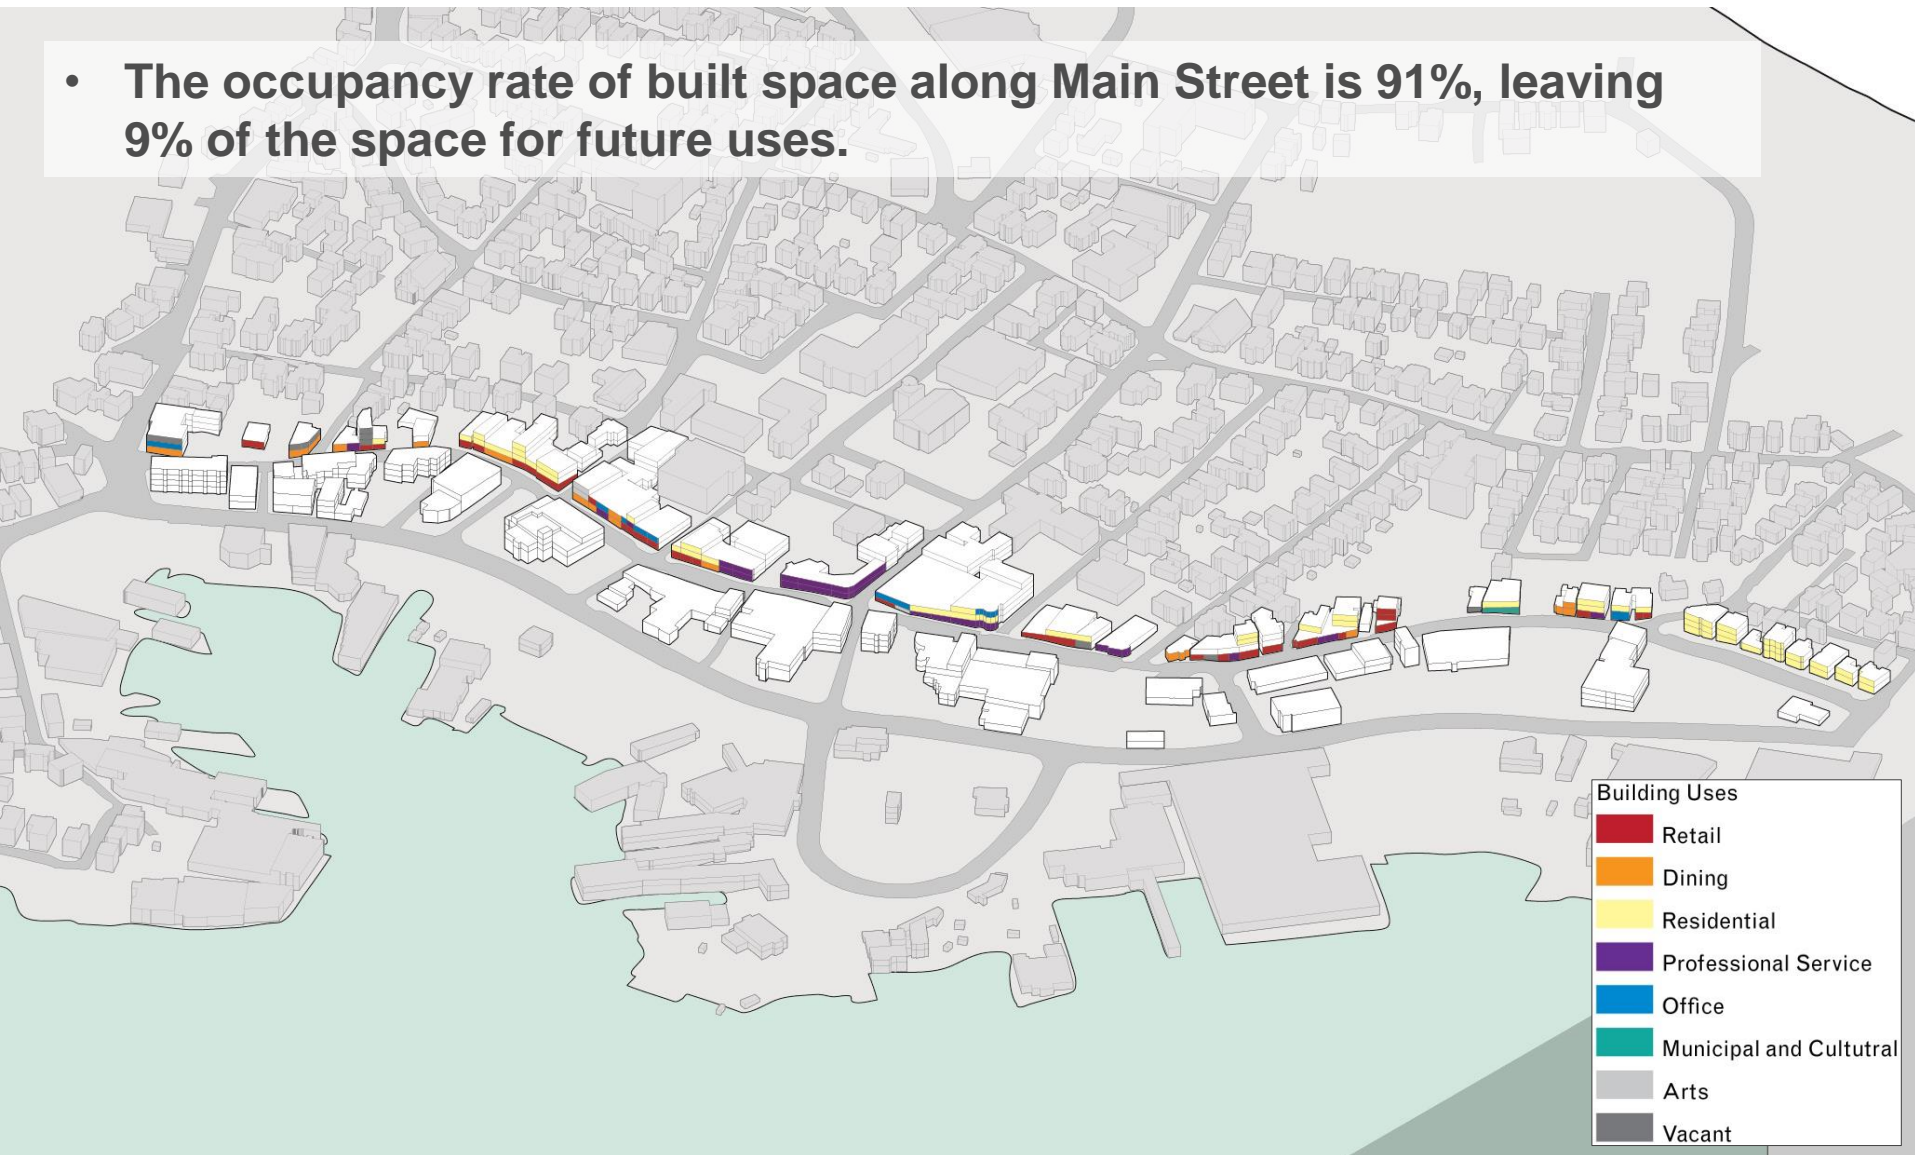 • The occupancy rate of built space along Main Street is 91%, leaving
9% of the space for future uses.
Building Uses
Retail
Dining
Residential
Professional Service
Office
Municipal and Cultutral
Arts
Vacant